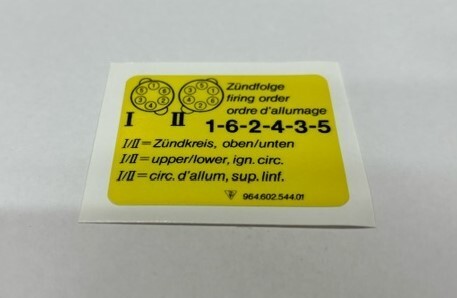 Zündfolge
firing order
ordre d'allumage
1-6-2-4-3-5
I II
I/II = Zündkreis, oben/unten
I/II = upper/lower, ign. circ.
I/II = circ. d'allum, sup. linf.
964.602.544.01